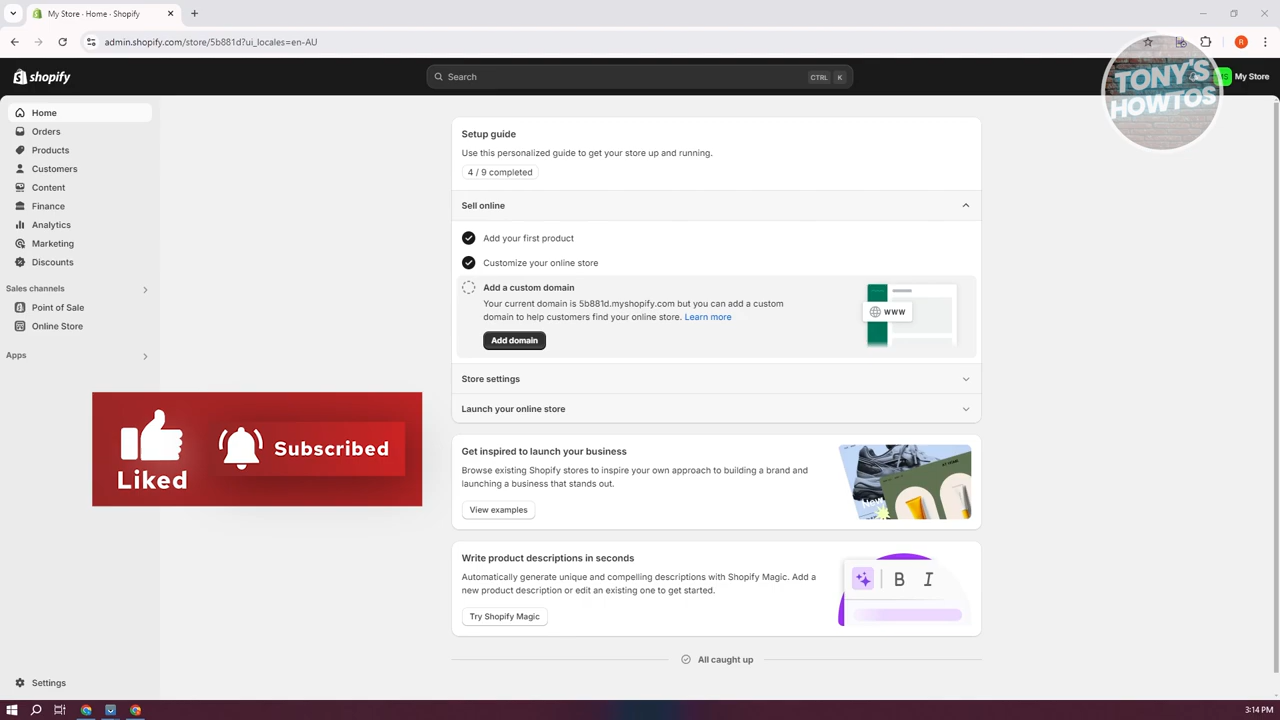 My Store · Home · Shopify
admin.shopify.com/store/5b881d?ui_locales=en-AU
R
TONY'S
HOWTOS
shopify
Search
CTRL K
My Store
Home
Orders
Products
Customers
Content
Finance
Analytics
Marketing
Discounts
Sales channels
Point of Sale
Online Store
Apps
Settings
Setup guide
Use this personalized guide to get your store up and running.
4 / 9 completed
Sell online
Add your first product
Customize your online store
Add a custom domain
Your current domain is 5b881d.myshopify.com but you can add a custom
domain to help customers find your online store. Learn more
Add domain
WWW
Store settings
Launch your online store
Liked
Subscribed
Get inspired to launch your business
Browse existing Shopify stores to inspire your own approach to building a brand and
launching a business that stands out.
View examples
New
Write product descriptions in seconds
Automatically generate unique and compelling descriptions with Shopify Magic. Add a
new product description or edit an existing one to get started.
Try Shopify Magic
B I
All caught up
3:14 PM